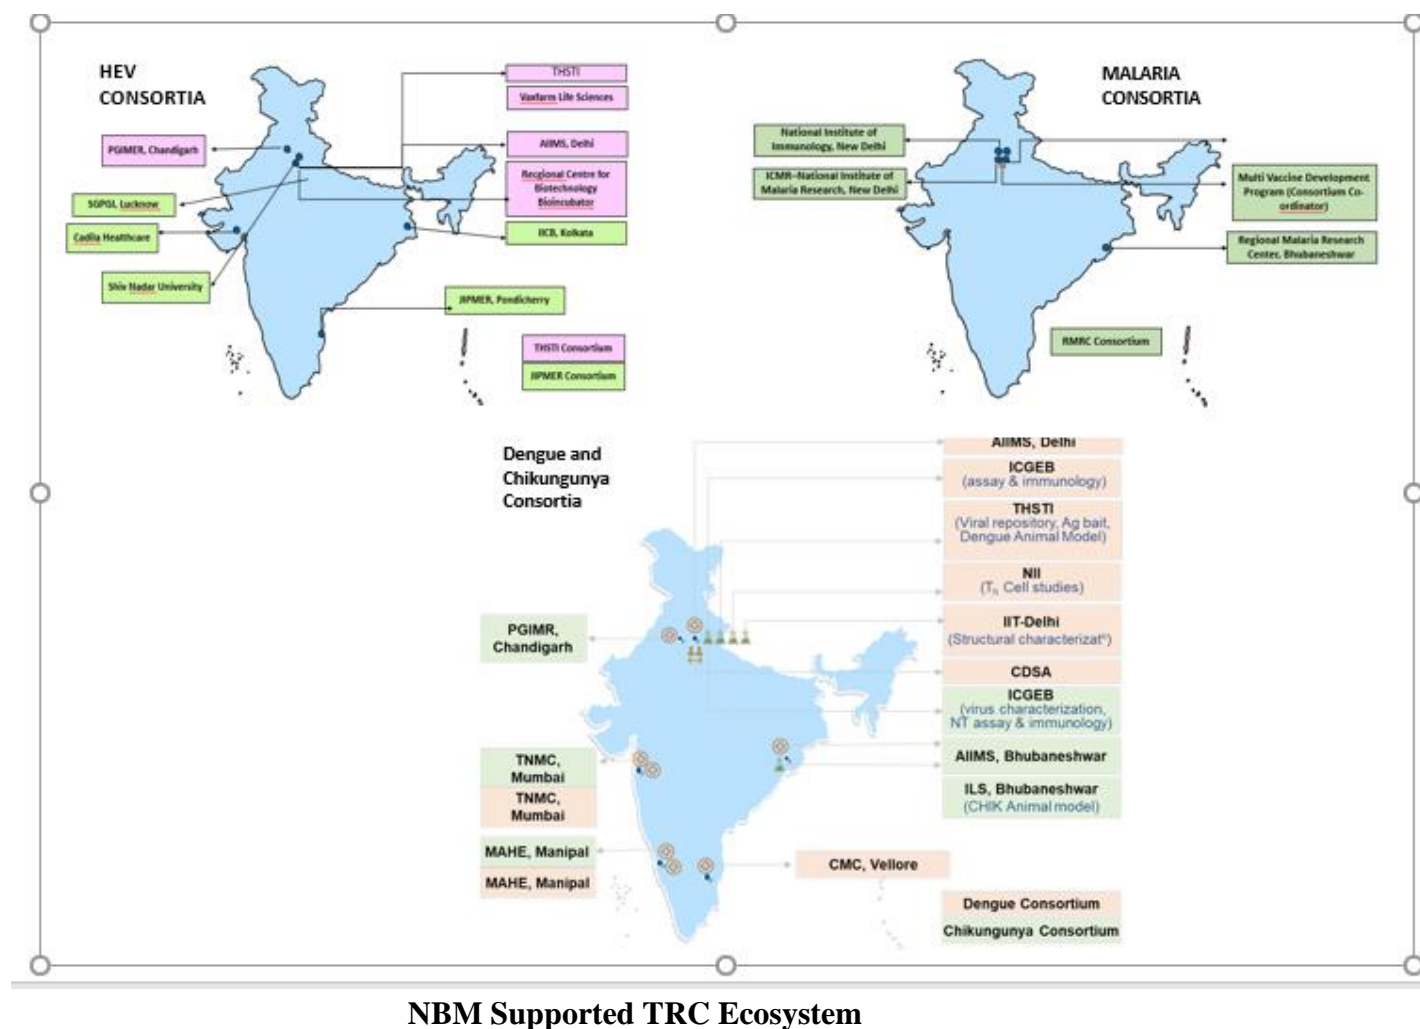 HEV
CONSORTIA
THSTI
Vaxfarm Life Sciences
PGIMER, Chandigarh
AIIMS, Delhi
Recgional Centre for
Biotechnology
Bioincubator
SGPGI, Lucknow
Cadila Healthcare
IICB, Kolkata
Shiv Nadar University
JIPMER, Pondicherry
THSTI Consortium
JIPMER Consortium
MALARIA
CONSORTIA
National Institute of
Immunology, New Delhi
ICMR-National Institute of
Malaria Research, New Delhi
Multi Vaccine Development
Program (Consortium Co-
ordinator)
Regional Malaria Research
Center, Bhubaneshwar
RMRC Consortium
Dengue and
Chikungunya
Consortia
AIIMS, Delhi
ICGEB
(assay & immunology)
THSTI
(Viral repository, Ag bait,
Dengue Animal Model)
NII
(Th Cell studies)
IIT-Delhi
(Structural characterizatⁿ)
CDSA
ICGEB
(virus characterization,
NT assay & immunology)
AIIMS, Bhubaneshwar
ILS, Bhubaneshwar
(CHIK Animal model)
PGIMR,
Chandigarh
TNMC,
Mumbai
TNMC,
Mumbai
MAHE, Manipal
MAHE, Manipal
CMC, Vellore
Dengue Consortium
Chikungunya Consortium
NBM Supported TRC Ecosystem